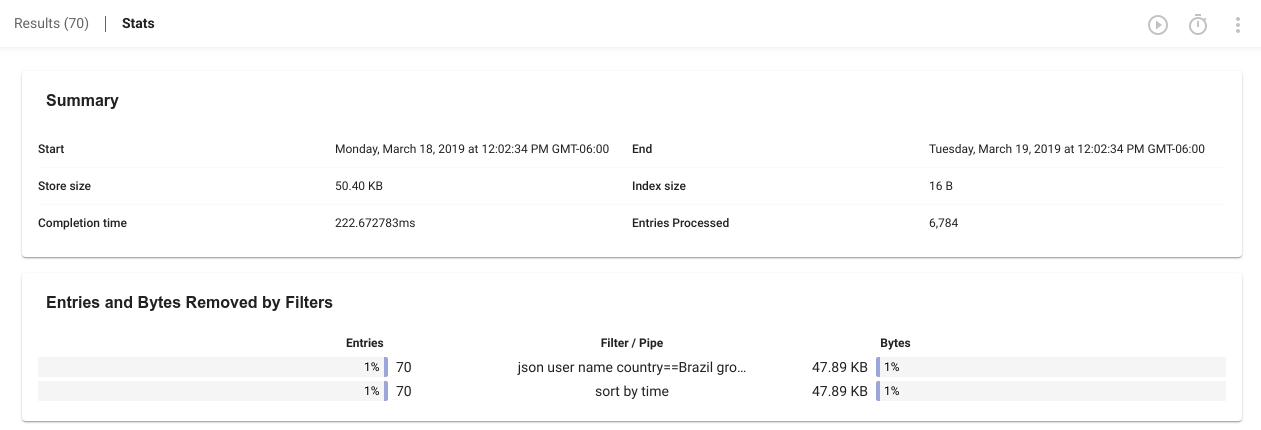 Results (70) | Stats
Summary
Start Monday, March 18, 2019 at 12:02:34 PM GMT-06:00 End Tuesday, March 19, 2019 at 12:02:34 PM GMT-06:00
Store size 50.40 KB Index size 16 B
Completion time 222.672783ms Entries Processed 6,784
Entries and Bytes Removed by Filters
Entries Filter / Pipe Bytes
1% 70 json user name country==Brazil gro... 47.89 KB 1%
1% 70 sort by time 47.89 KB 1%